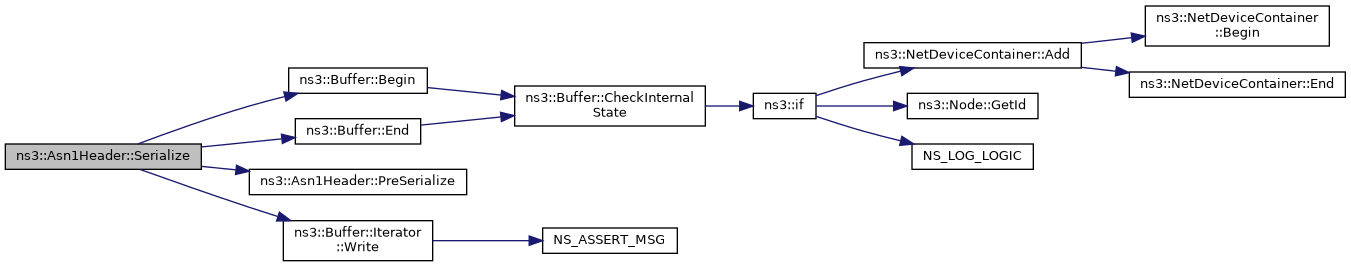 ns3::NetDeviceContainer
::Begin
ns3::NetDeviceContainer::Add
ns3::NetDeviceContainer::End
ns3::Buffer::Begin
ns3::Buffer::CheckInternal
State
ns3::if
ns3::Node::GetId
ns3::Buffer::End
ns3::Asn1Header::Serialize
NS_LOG_LOGIC
ns3::Asn1Header::PreSerialize
ns3::Buffer::Iterator
::Write
NS_ASSERT_MSG